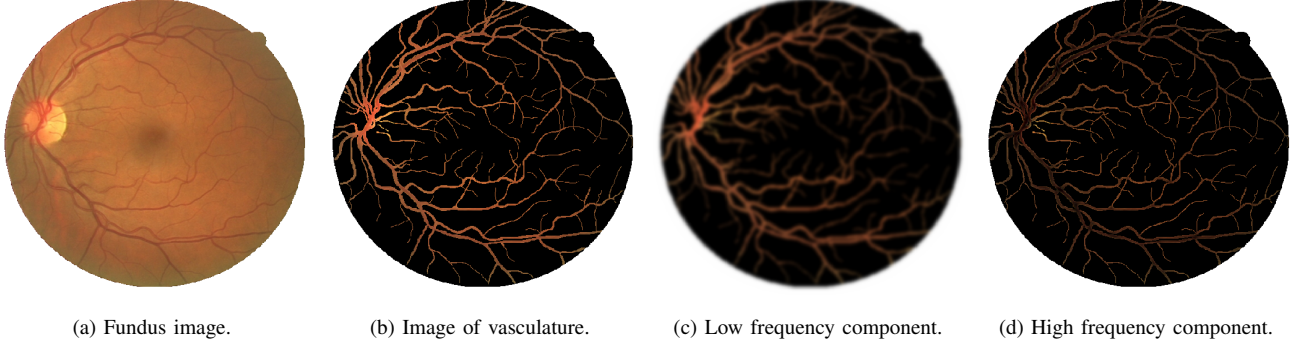 (a) Fundus image.
(b) Image of vasculature.
(c) Low frequency component.
(d) High frequency component.